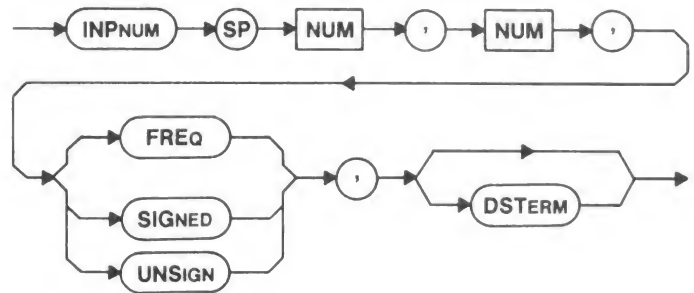 INPNUM SP NUM , NUM ,
FREQ
, DSTERM
SIGNED
UNSIGN